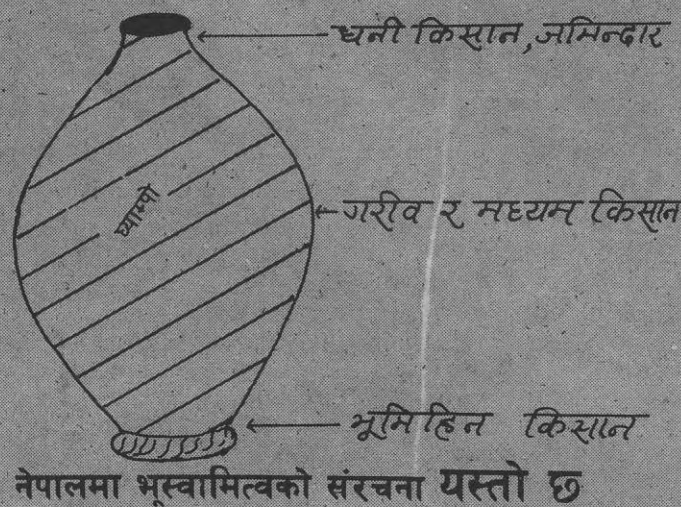 धनी किसान, जमिन्दार
घ्याम्पो
गरीव र मध्यम किसान
भूमिहिन किसान
नेपालमा भूस्वामित्वको संरचना यस्तो छ